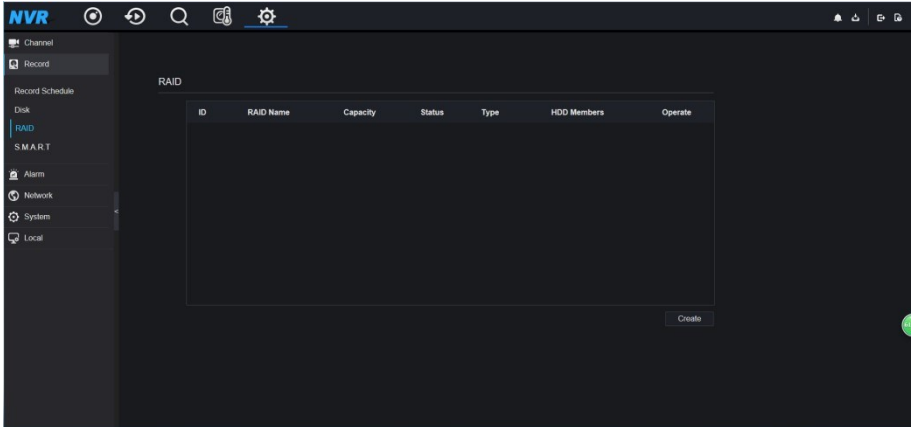 NVR
Channel
Record
Record Schedule
Disk
RAID
S.M.A.R.T
Alarm
Network
System
Local
RAID
ID RAID Name Capacity Status Type HDD Members Operate
Create